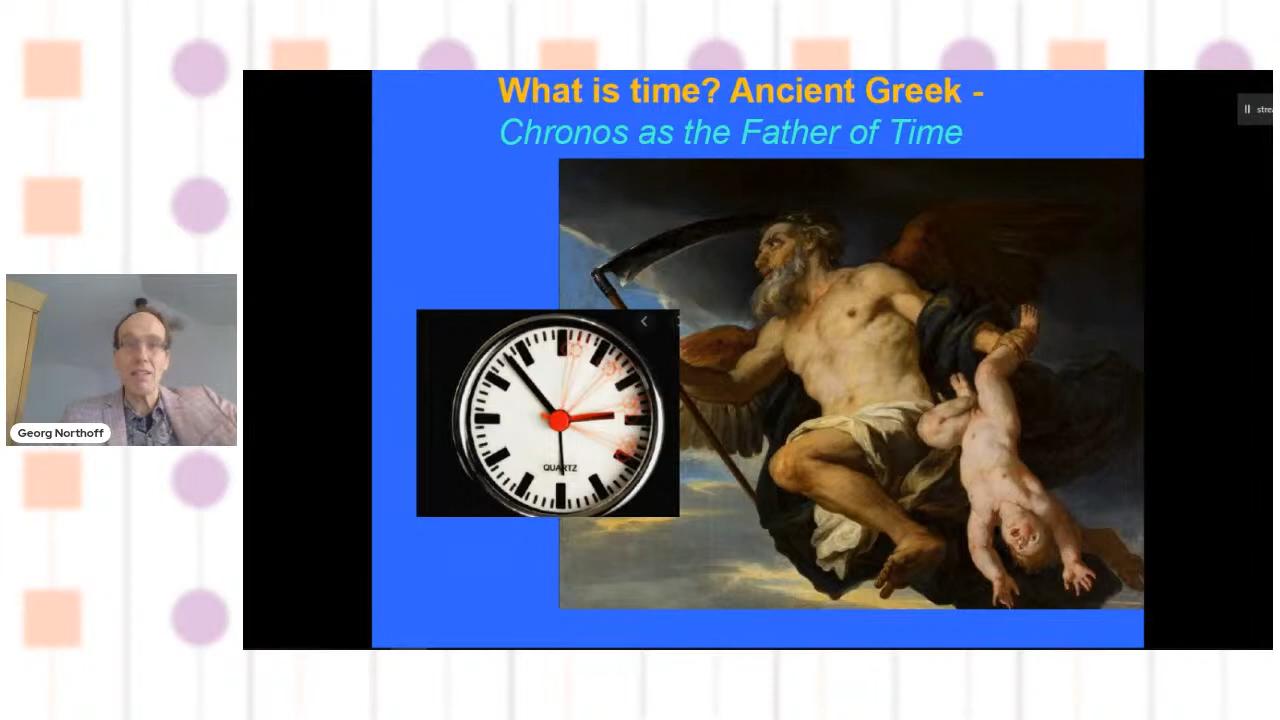 What is time? Ancient Greek -
Chronos as the Father of Time
QUARTZ
Georg Northoff